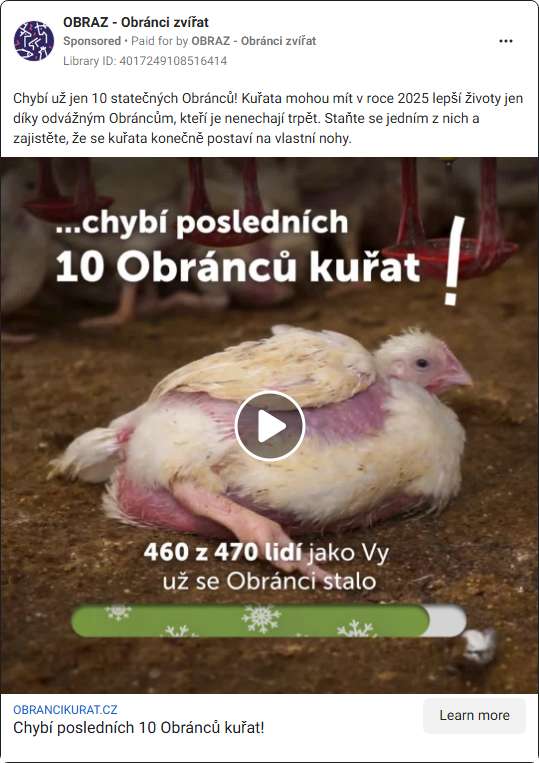 OBRAZ - Obránci zvířat
Sponsored • Paid for by OBRAZ - Obránci zvířat
Library ID: 4017249108516414
Chybí už jen 10 statečných Obránců! Kuřata mohou mít v roce 2025 lepší životy jen
díky odvážným Obráncům, kteří je nenechají trpět. Staňte se jedním z nich a
zajistěte, že se kuřata konečně postaví na vlastní nohy.
...chybí posledních
10 Obránců kuřat!
460 z 470 lidí jako Vy
už se Obránci stalo
OBRANCIKURAT.CZ
Chybí posledních 10 Obránců kuřat!
Learn more